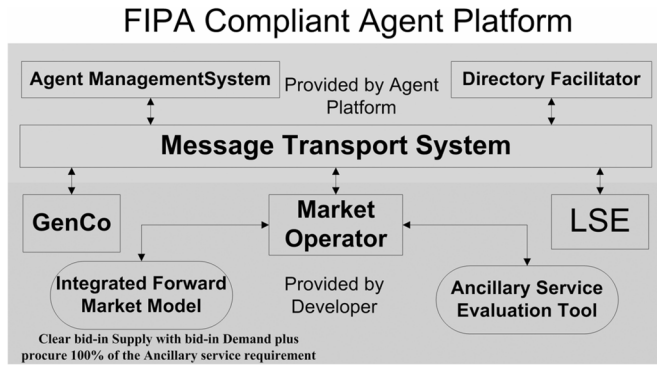 FIPA Compliant Agent Platform
Agent ManagementSystem
Provided by Agent
Platform
Directory Facilitator
Message Transport System
GenCo
Market
Operator
LSE
Integrated Forward
Market Model
Provided by
Developer
Ancillary Service
Evaluation Tool
Clear bid-in Supply with bid-in Demand plus
procure 100% of the Ancillary service requirement